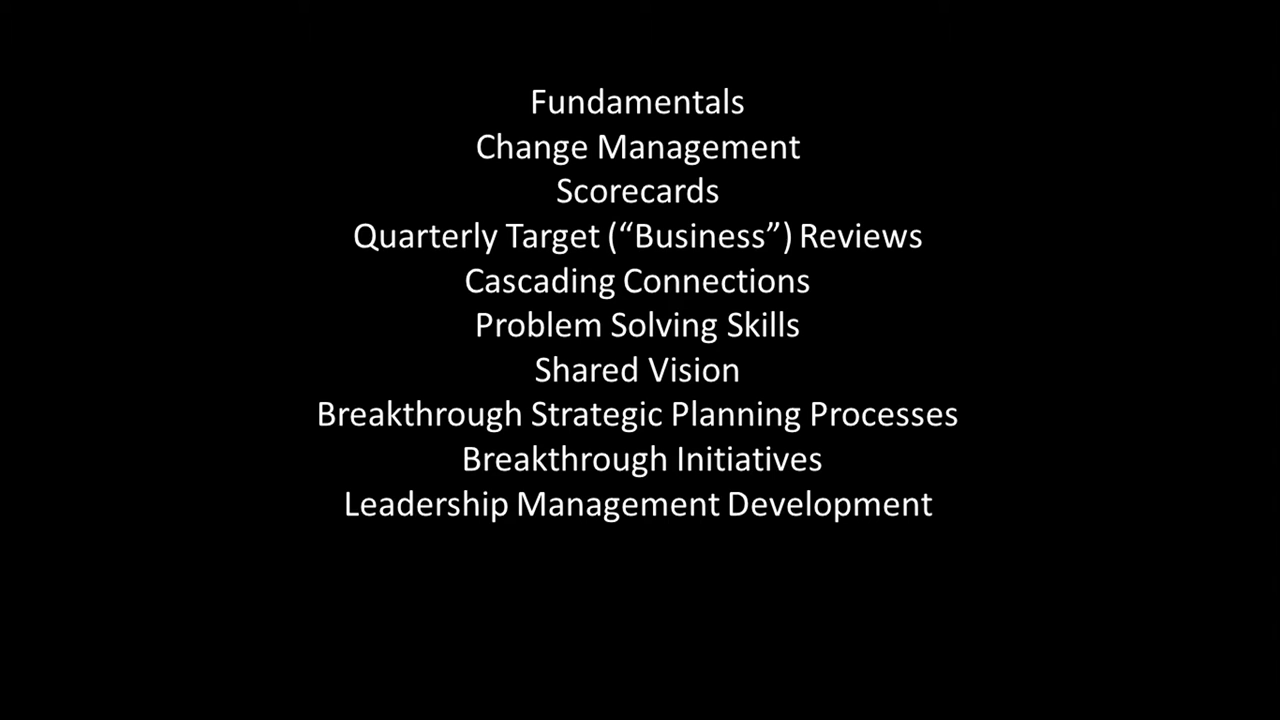 Fundamentals
Change Management
Scorecards
Quarterly Target (“Business”) Reviews
Cascading Connections
Problem Solving Skills
Shared Vision
Breakthrough Strategic Planning Processes
Breakthrough Initiatives
Leadership Management Development